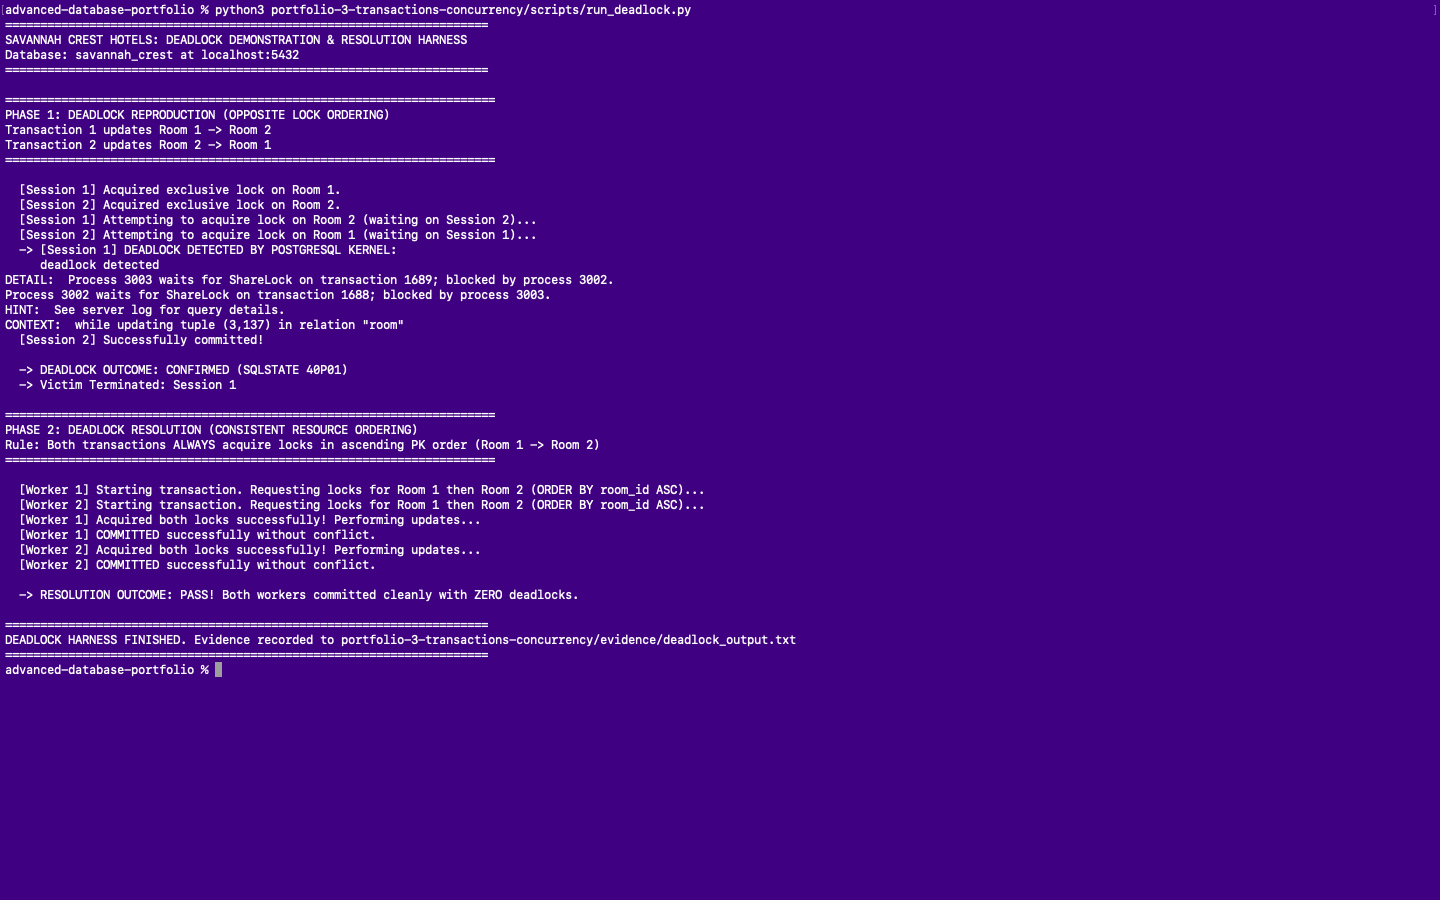 [advanced-database-portfolio % python3 portfolio-3-transactions-concurrency/scripts/run_deadlock.py ]
=====================================================================
SAVANNAH CREST HOTELS: DEADLOCK DEMONSTRATION & RESOLUTION HARNESS
Database: savannah_crest at localhost:5432
=====================================================================

======================================================================
PHASE 1: DEADLOCK REPRODUCTION (OPPOSITE LOCK ORDERING)
Transaction 1 updates Room 1 -> Room 2
Transaction 2 updates Room 2 -> Room 1
======================================================================

  [Session 1] Acquired exclusive lock on Room 1.
  [Session 2] Acquired exclusive lock on Room 2.
  [Session 1] Attempting to acquire lock on Room 2 (waiting on Session 2)...
  [Session 2] Attempting to acquire lock on Room 1 (waiting on Session 1)...
  -> [Session 1] DEADLOCK DETECTED BY POSTGRESQL KERNEL:
     deadlock detected
DETAIL:  Process 3003 waits for ShareLock on transaction 1689; blocked by process 3002.
Process 3002 waits for ShareLock on transaction 1688; blocked by process 3003.
HINT:  See server log for query details.
CONTEXT:  while updating tuple (3,137) in relation "room"
  [Session 2] Successfully committed!

  -> DEADLOCK OUTCOME: CONFIRMED (SQLSTATE 40P01)
  -> Victim Terminated: Session 1

======================================================================
PHASE 2: DEADLOCK RESOLUTION (CONSISTENT RESOURCE ORDERING)
Rule: Both transactions ALWAYS acquire locks in ascending PK order (Room 1 -> Room 2)
======================================================================

  [Worker 1] Starting transaction. Requesting locks for Room 1 then Room 2 (ORDER BY room_id ASC)...
  [Worker 2] Starting transaction. Requesting locks for Room 1 then Room 2 (ORDER BY room_id ASC)...
  [Worker 1] Acquired both locks successfully! Performing updates...
  [Worker 1] COMMITTED successfully without conflict.
  [Worker 2] Acquired both locks successfully! Performing updates...
  [Worker 2] COMMITTED successfully without conflict.

  -> RESOLUTION OUTCOME: PASS! Both workers committed cleanly with ZERO deadlocks.

=====================================================================
DEADLOCK HARNESS FINISHED. Evidence recorded to portfolio-3-transactions-concurrency/evidence/deadlock_output.txt
=====================================================================
advanced-database-portfolio %